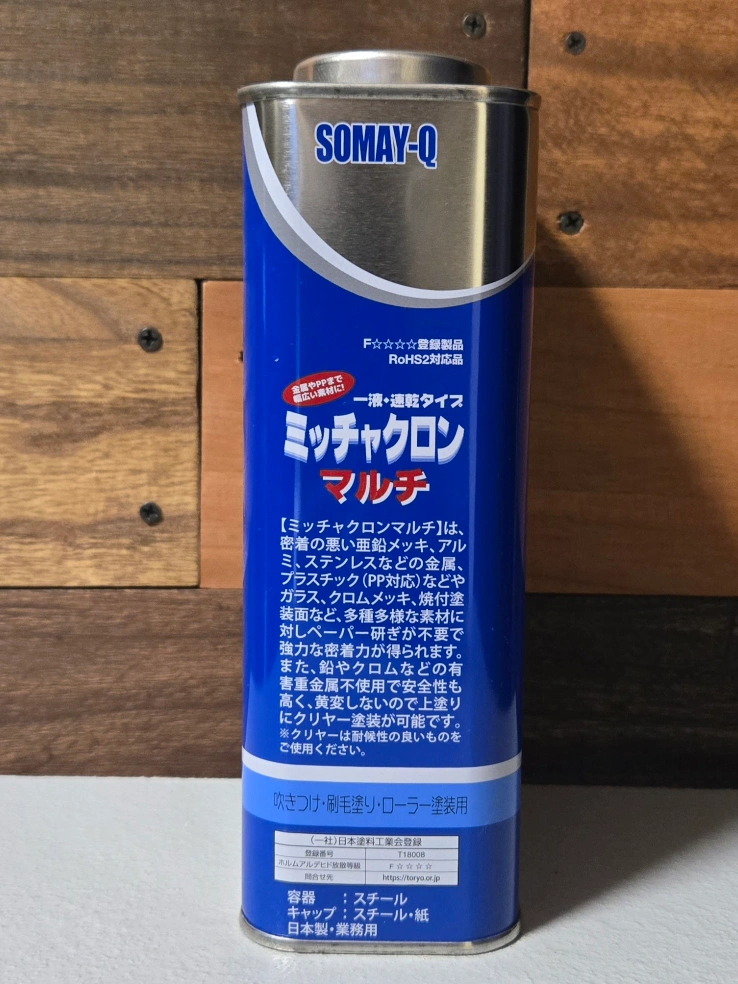 SOMAY-Q
F☆☆☆☆登録製品
RoHS2対応品
金属やPPまで
幅広い素材に!
一液・速乾タイプ
ミッチャクロン
マルチ
【ミッチャクロンマルチ】は、
密着の悪い亜鉛メッキ、アル
ミ、ステンレスなどの金属、
プラスチック(PP対応)などや
ガラス、クロムメッキ、焼付塗
装面など、多種多様な素材に
対しペーパー研ぎが不要で
強力な密着力が得られます。
また、鉛やクロムなどの有
害重金属不使用で安全性も
高く、黄変しないので上塗り
にクリヤー塗装が可能です。
※クリヤーは耐候性の良いものを
ご使用ください。
吹きつけ・刷毛塗り・ローラー塗装用
(一社)日本塗料工業会登録
登録番号 T18008
ホルムアルデヒド放散等級 F☆☆☆☆
問合せ先 https://toryo.or.jp
容器 :スチール
キャップ:スチール・紙
日本製・業務用